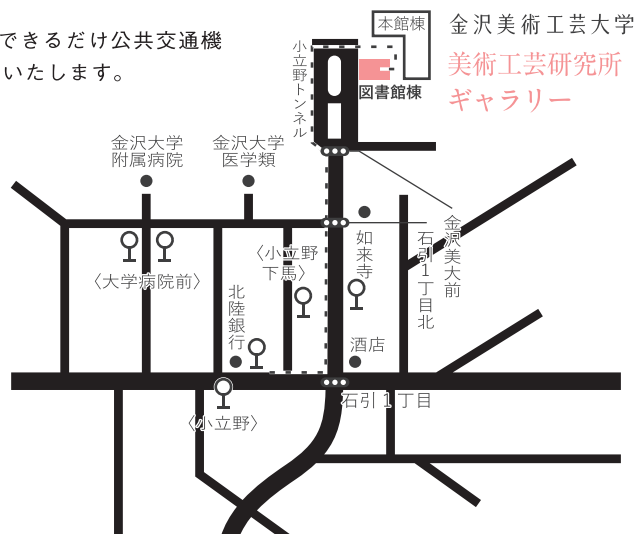 できるだけ公共交通機
いたします。
金沢美術工芸大学
美術工芸研究所
ギャラリー
本館棟
図書館棟
小立野トンネル
金沢大学
附属病院
金沢大学
医学類
金沢美大前
石引1丁目北
如来寺
〈小立野
下馬〉
〈大学病院前〉
北陸銀行
酒店
石引1丁目
〈小立野〉